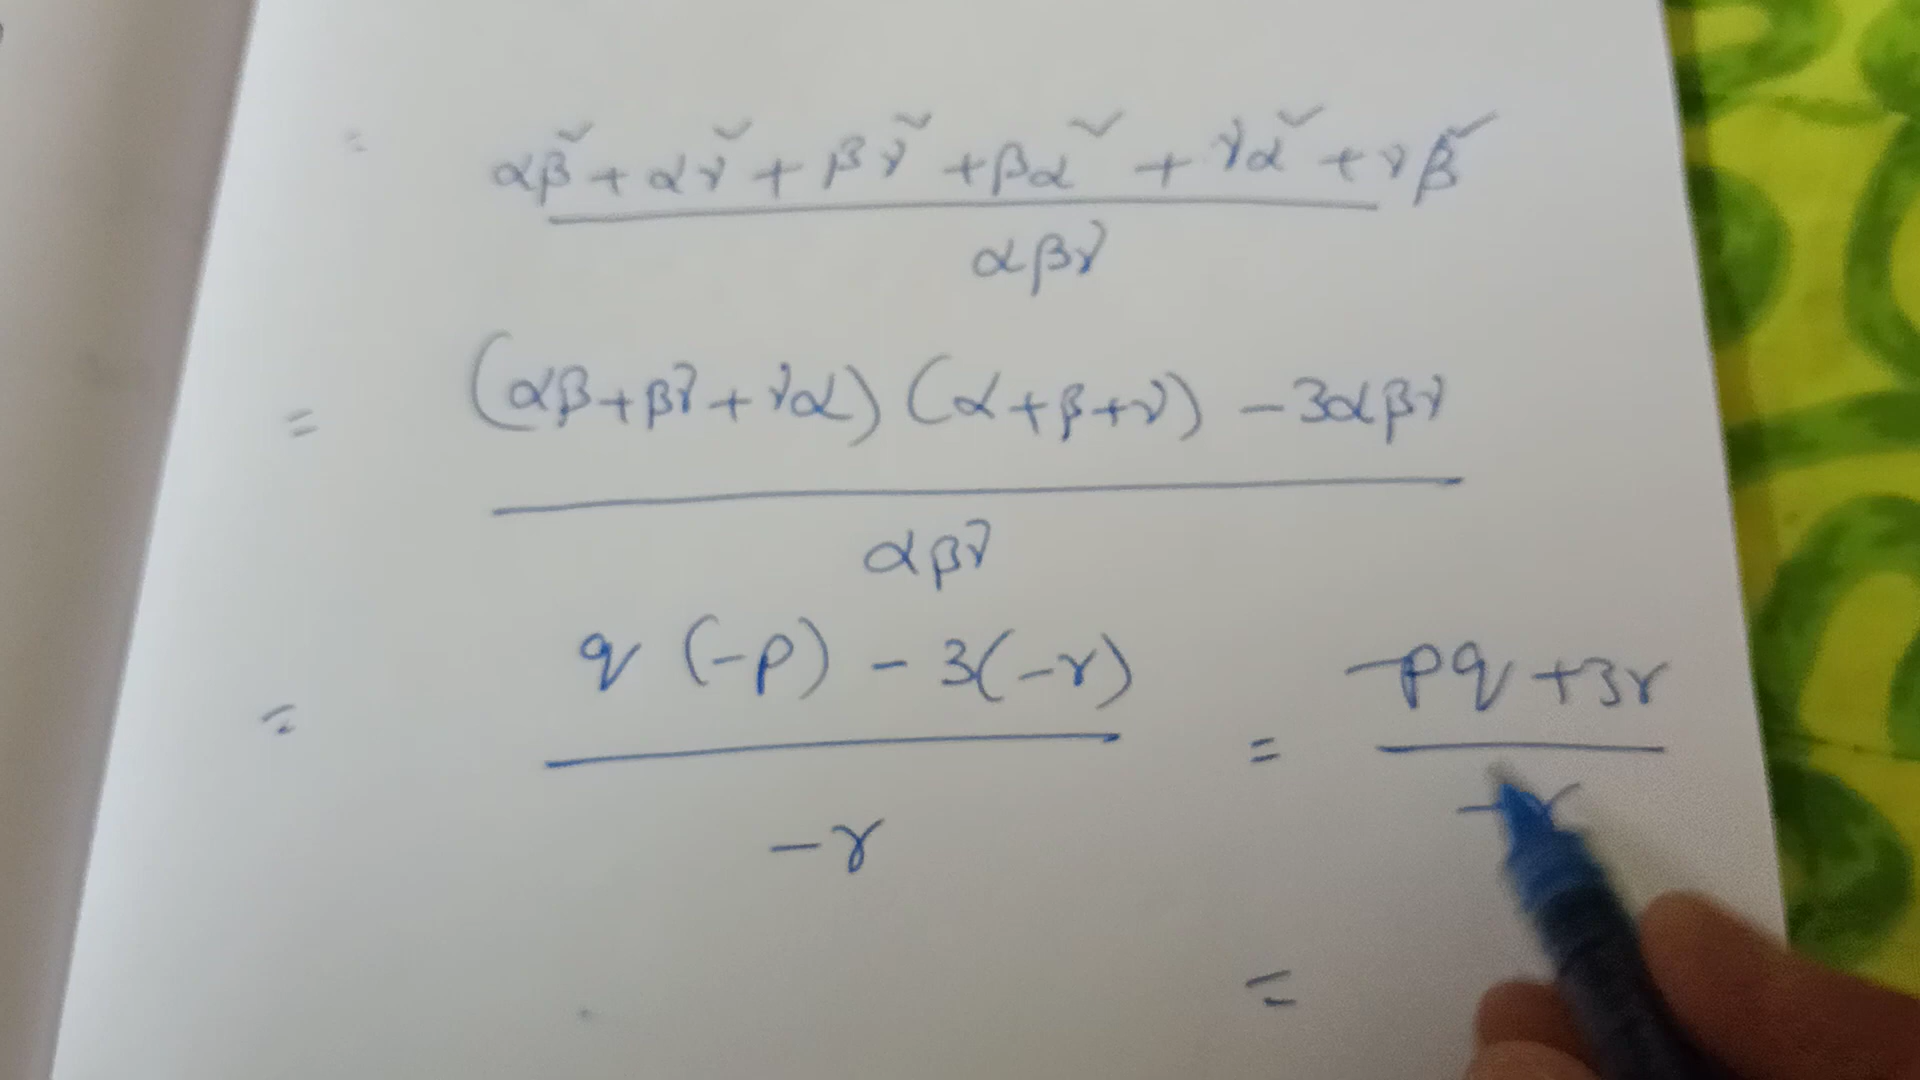 = αβ² + αγ² + βγ² + βα² + γα² + γβ²
αβγ
= (αβ+βγ+γα) (α+β+γ) - 3αβγ
αβγ
= q (-p) - 3(-r) = -pq + 3r
-r -r
=